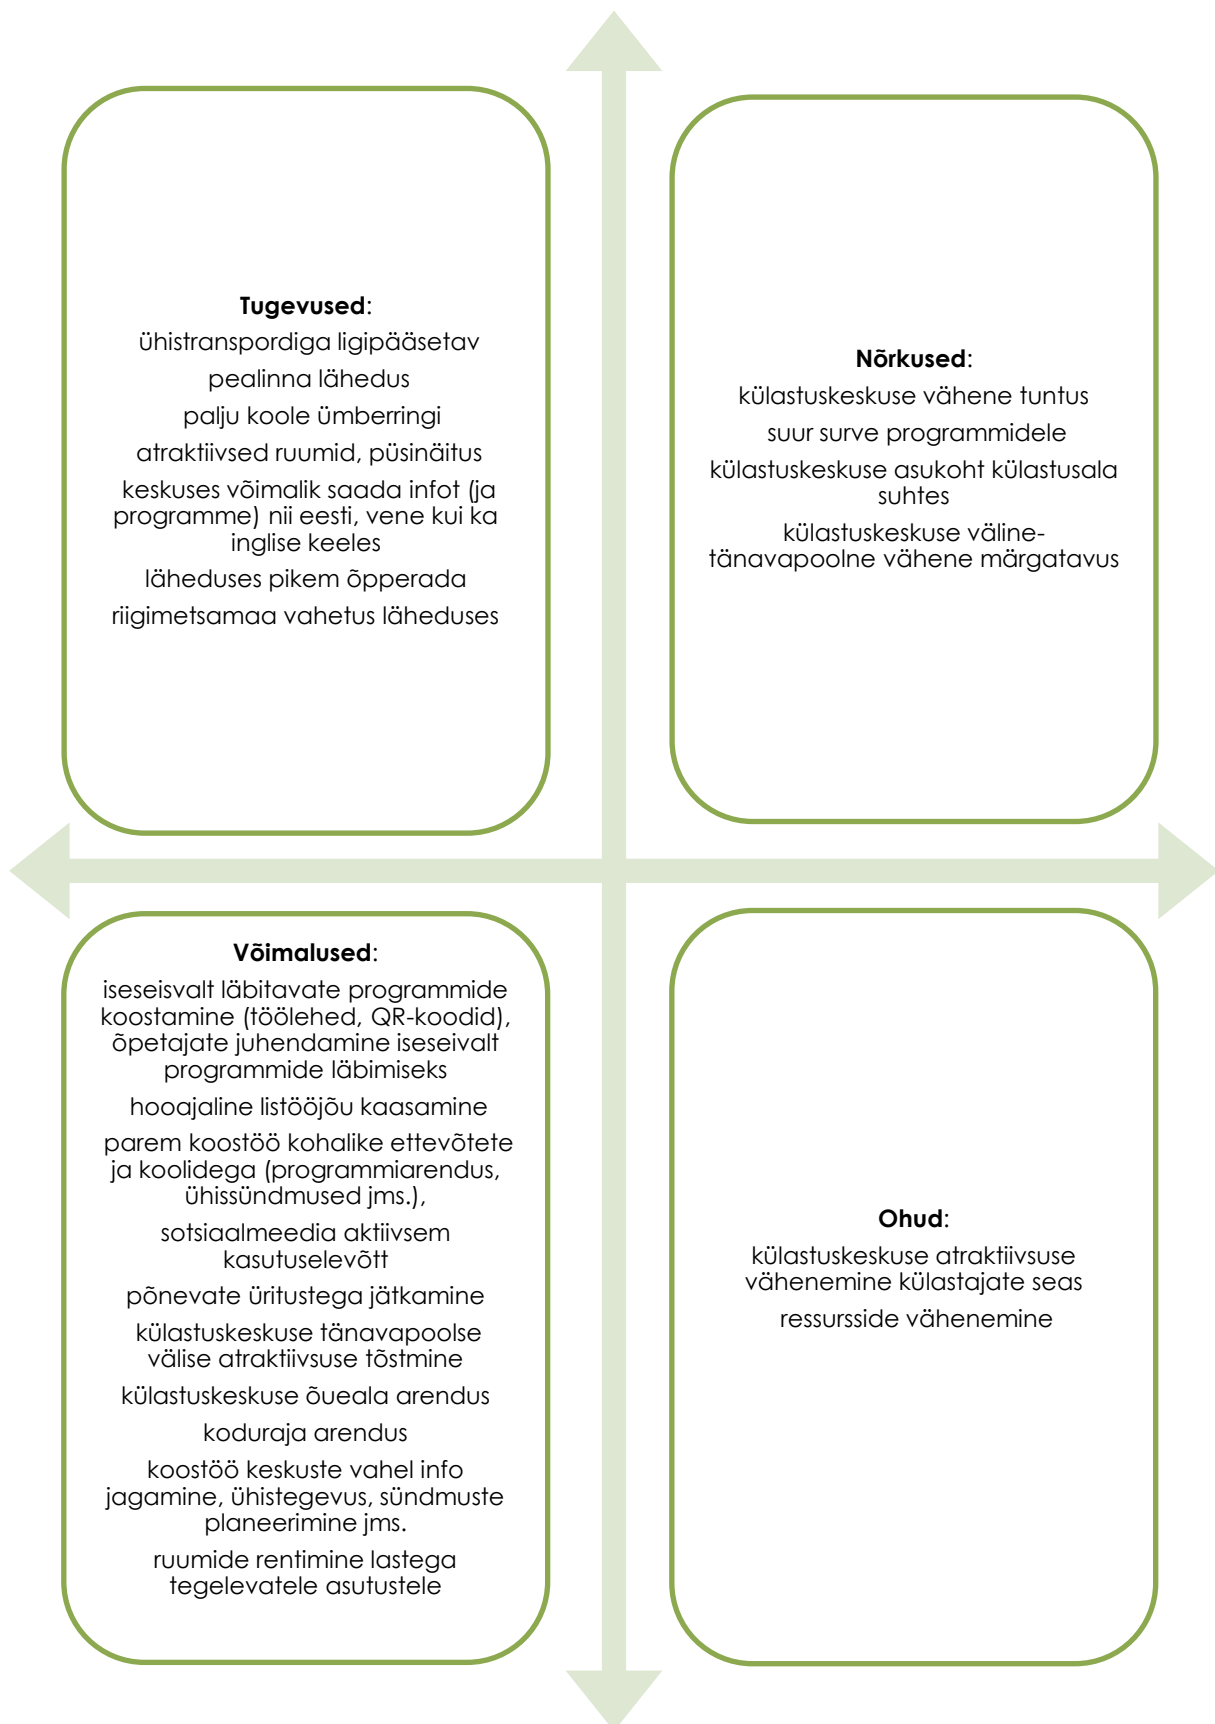 Tugevused:
ühistranspordiga ligipääsetav
pealinna lähedus
palju koole ümberringi
atraktiivsed ruumid, püsinäitus
keskuses võimalik saada infot (ja
programme) nii eesti, vene kui ka
inglise keeles
läheduses pikem õpperada
riigimetsamaa vahetus läheduses
Nõrkused:
külastuskeskuse vähene tuntus
suur surve programmidele
külastuskeskuse asukoht külastusala
suhtes
külastuskeskuse väline-
tänavapoolne vähene märgatavus
Võimalused:
iseseisvalt läbitavate programmide
koostamine (töölehed, QR-koodid),
õpetajate juhendamine iseseivalt
programmide läbimiseks
hooajaline listööjõu kaasamine
parem koostöö kohalike ettevõtete
ja koolidega (programmiarendus,
ühissündmused jms.),
sotsiaalmeedia aktiivsem
kasutuselevõtt
põnevate üritustega jätkamine
külastuskeskuse tänavapoolse
välise atraktiivsuse tõstmine
külastuskeskuse õueala arendus
koduraja arendus
koostöö keskuste vahel info
jagamine, ühistegevus, sündmuste
planeerimine jms.
ruumide rentimine lastega
tegelevatele asutustele
Ohud:
külastuskeskuse atraktiivsuse
vähenemine külastajate seas
ressursside vähenemine